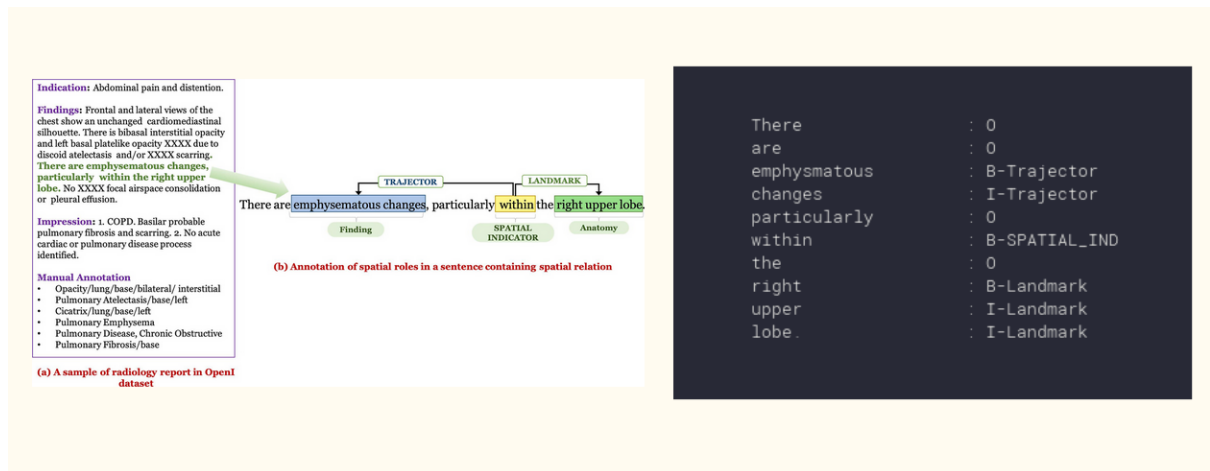 Indication: Abdominal pain and distention.
Findings: Frontal and lateral views of the
chest show an unchanged cardiomediastinal
silhouette. There is bibasal interstitial opacity
and left basal platelike opacity XXXX due to
discoid atelectasis and/or XXXX scarring.
There are emphysematous changes,
particularly within the right upper
lobe. No XXXX focal airspace consolidation
or pleural effusion.
Impression: 1. COPD. Basilar probable
pulmonary fibrosis and scarring. 2. No acute
cardiac or pulmonary disease process
identified.
Manual Annotation
• Opacity/lung/base/bilateral/ interstitial
• Pulmonary Atelectasis/base/left
• Cicatrix/lung/base/left
• Pulmonary Emphysema
• Pulmonary Disease, Chronic Obstructive
• Pulmonary Fibrosis/base
(a) A sample of radiology report in OpenI
dataset
TRAJECTOR LANDMARK
There are emphysematous changes, particularly within the right upper lobe.
Finding SPATIAL INDICATOR Anatomy
(b) Annotation of spatial roles in a sentence containing spatial relation
There : O
are : O
emphysmatous : B-Trajector
changes : I-Trajector
particularly : O
within : B-SPATIAL_IND
the : O
right : B-Landmark
upper : I-Landmark
lobe. : I-Landmark